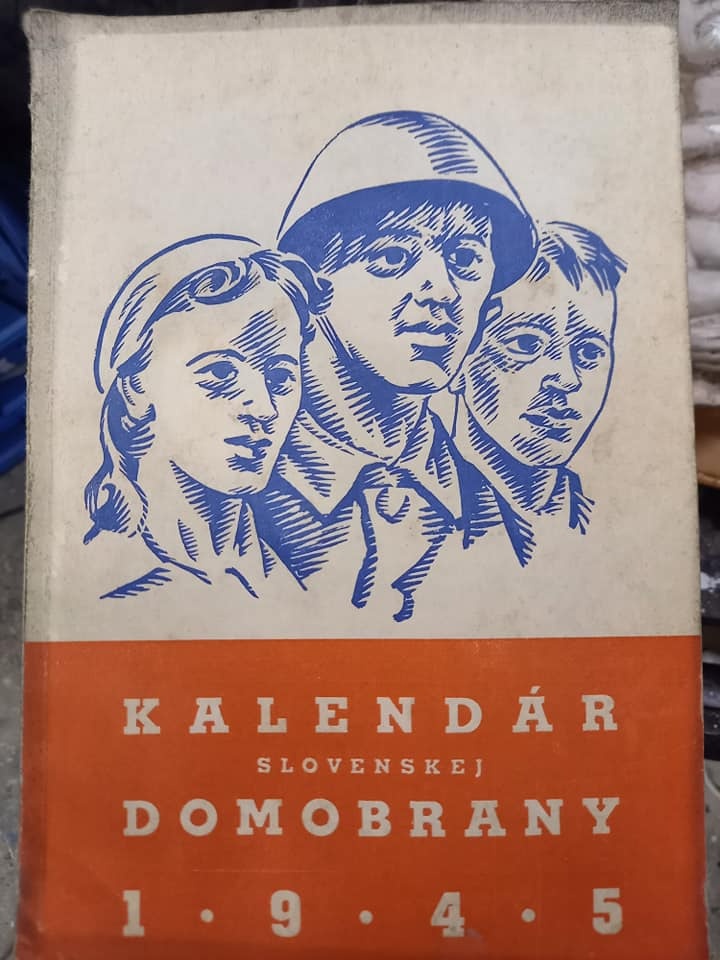 KALENDÁR
SLOVENSKEJ
DOMOBRANY
1 · 9 · 4 · 5